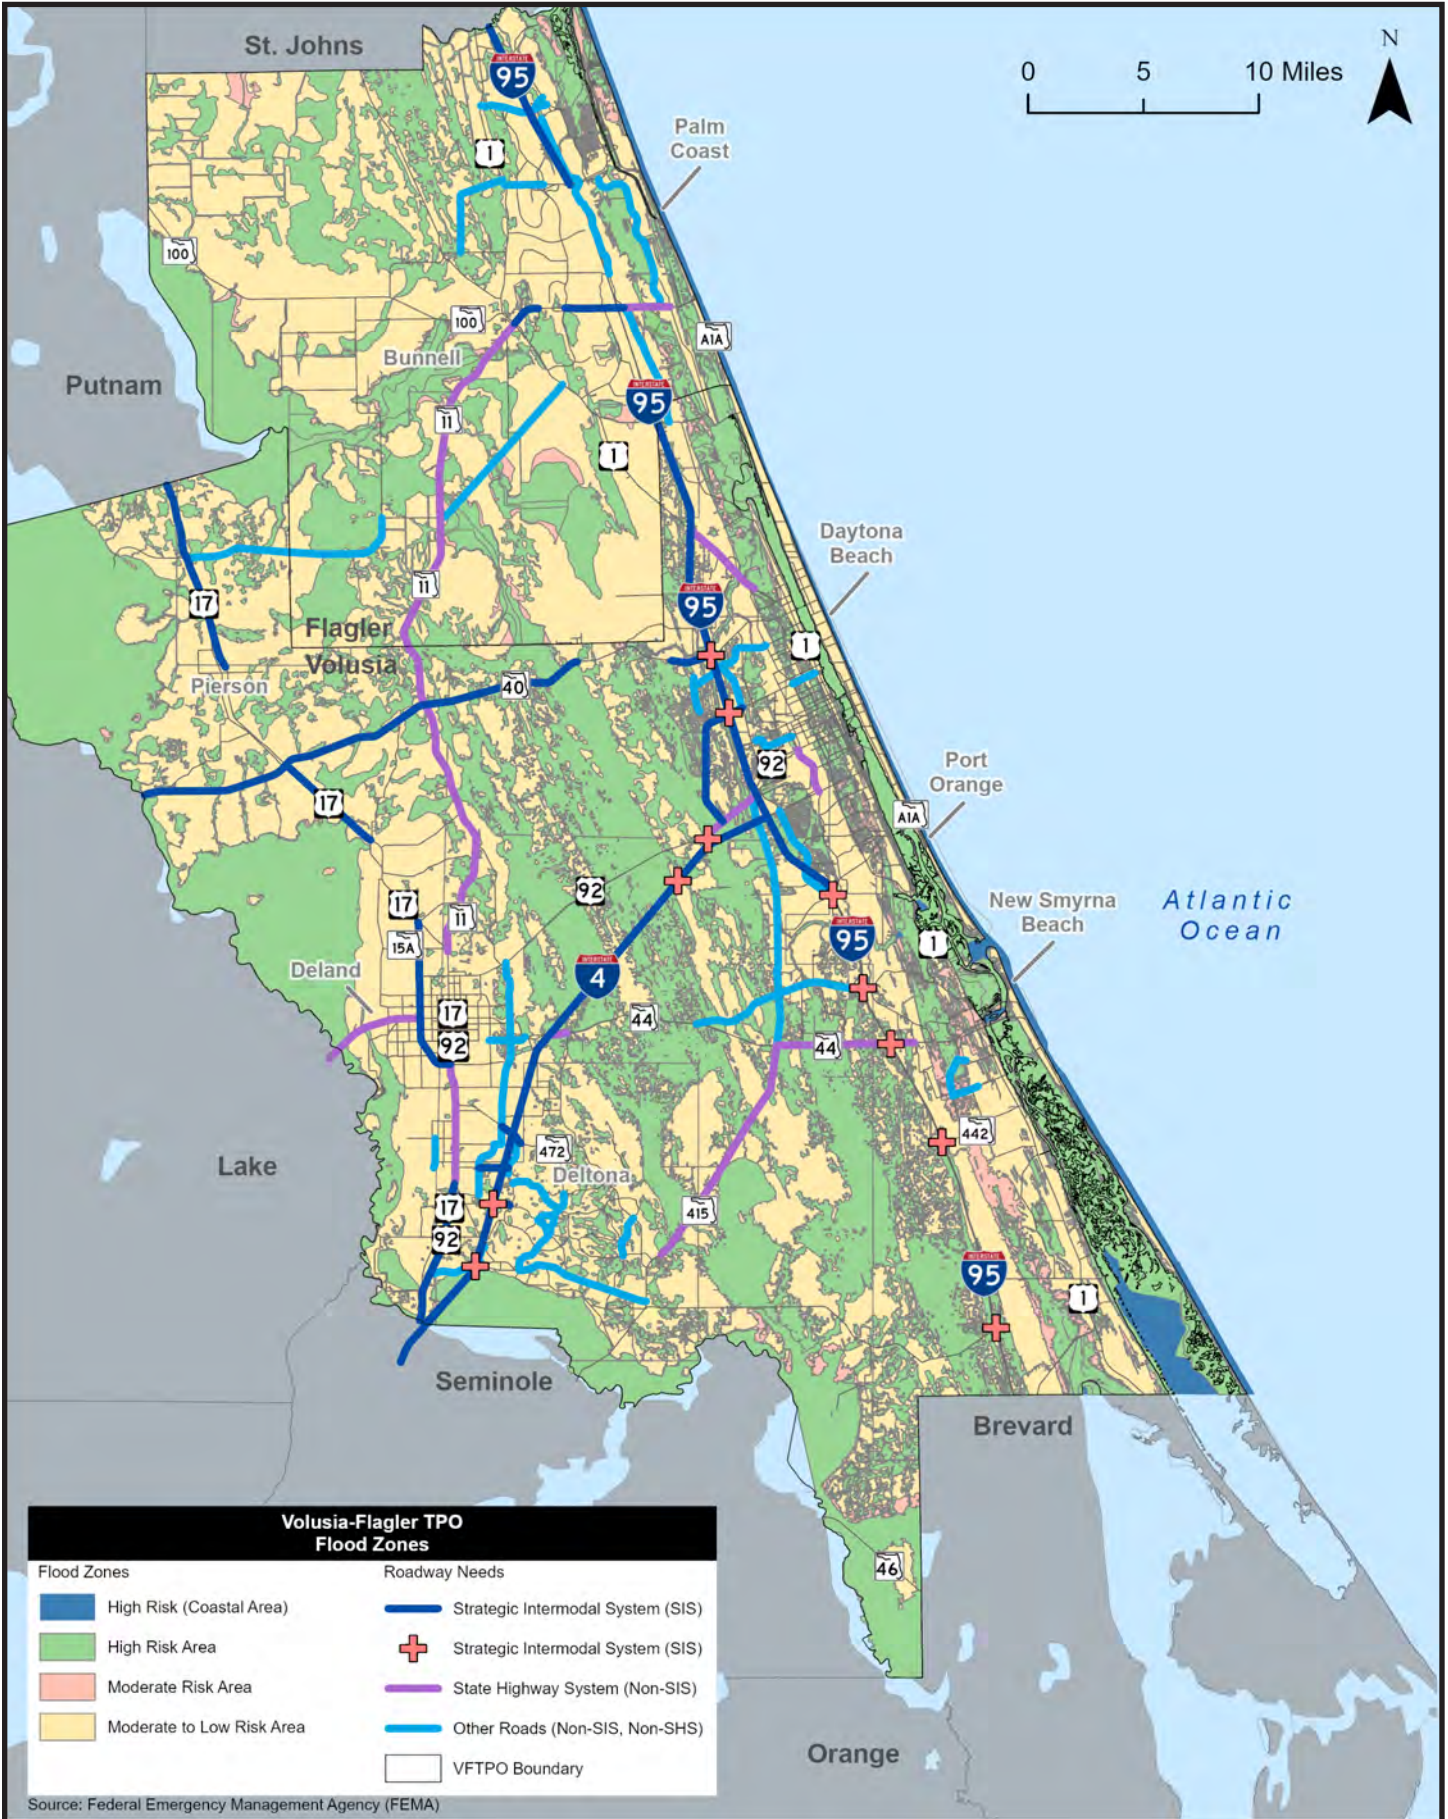 St. Johns
N
0 5 10 Miles
INTERSTATE
95
1
Palm
Coast
100
100
A1A
Bunnell
Putnam
INTERSTATE
95
11
1
Daytona
Beach
11
INTERSTATE
95
17
Flagler
Volusia
1
Pierson
40
Port
Orange
92
17
A1A
92
17
New Smyrna
Beach
Atlantic
Ocean
11
15A
INTERSTATE
95
1
Deland
INTERSTATE
4
17
44
92
44
442
472
Lake
Deltona
17
415
92
INTERSTATE
95
1
Seminole
Brevard
46
Orange
Volusia-Flagler TPO
Flood Zones
Flood Zones
High Risk (Coastal Area)
High Risk Area
Moderate Risk Area
Moderate to Low Risk Area
Roadway Needs
Strategic Intermodal System (SIS)
Strategic Intermodal System (SIS)
State Highway System (Non-SIS)
Other Roads (Non-SIS, Non-SHS)
VFTPO Boundary
Source: Federal Emergency Management Agency (FEMA)